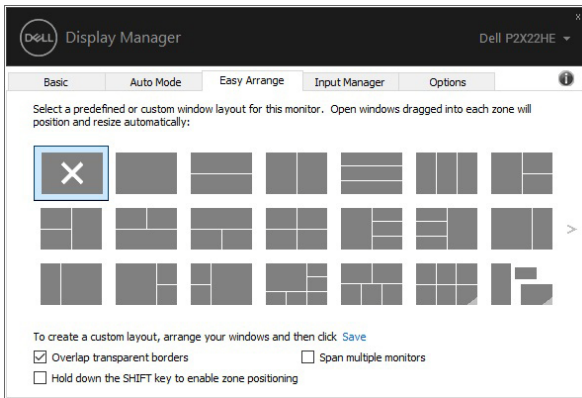 DELL Display Manager
Dell P2X22HE
Basic Auto Mode Easy Arrange Input Manager Options
Select a predefined or custom window layout for this monitor. Open windows dragged into each zone will
position and resize automatically:
To create a custom layout, arrange your windows and then click Save
Overlap transparent borders
Span multiple monitors
Hold down the SHIFT key to enable zone positioning